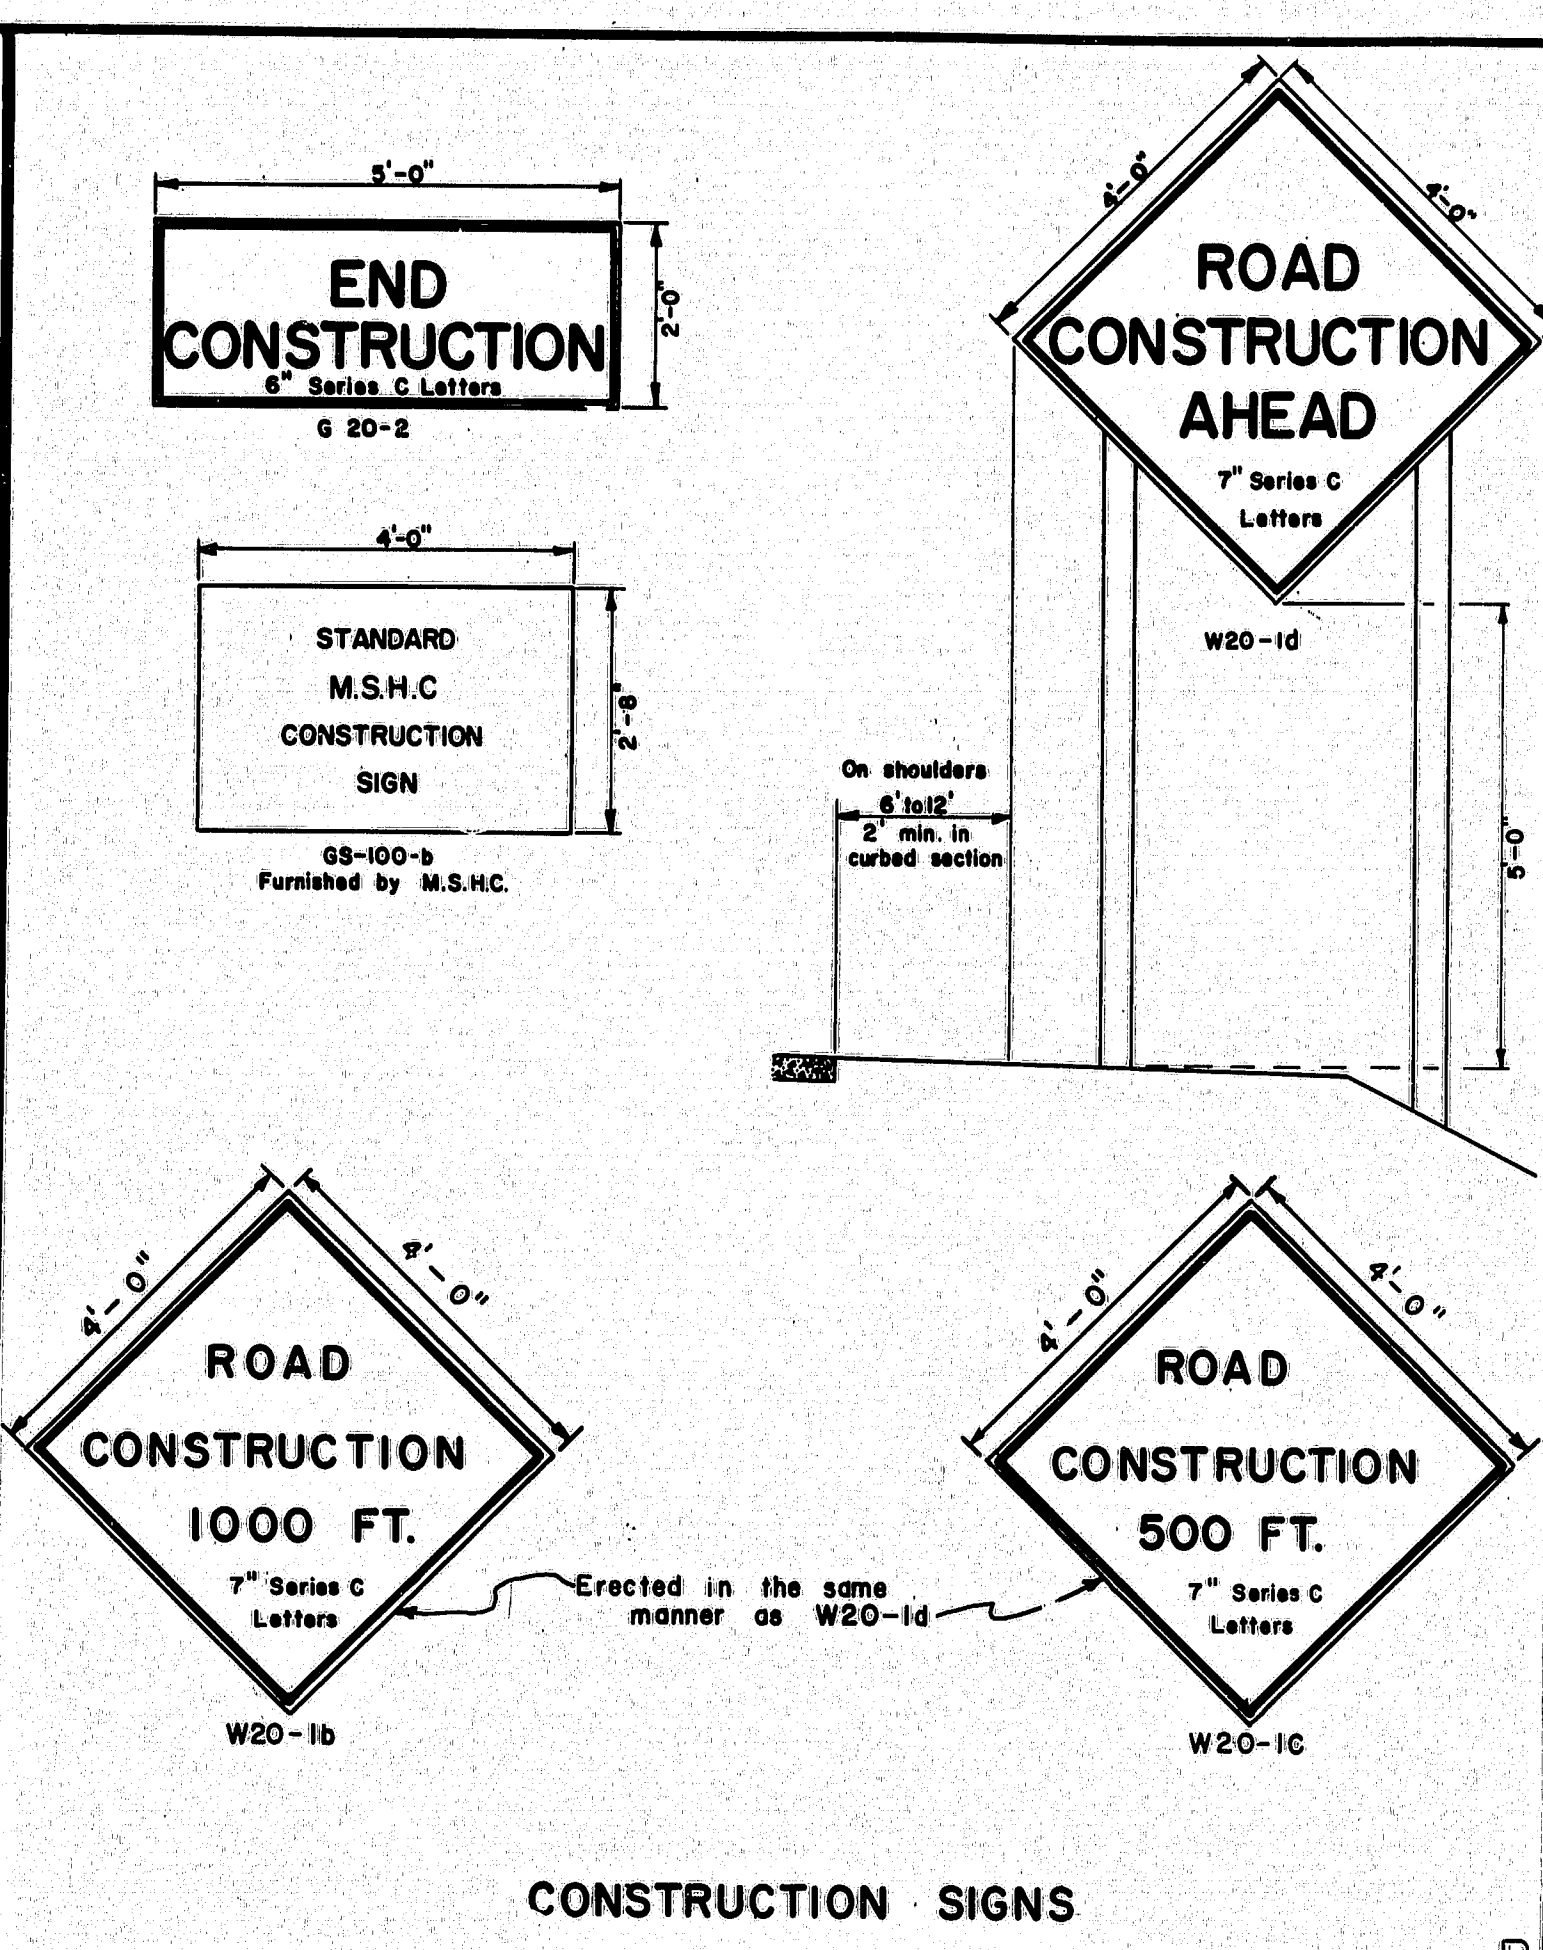 5'-0"
END
CONSTRUCTION
6" Series C Letters
2'-0"
G 20-2
4'-0"
STANDARD
M.S.H.C
CONSTRUCTION
SIGN
2'-8"
GS-100-b
Furnished by M.S.H.C.
4'-0"
4'-0"
ROAD
CONSTRUCTION
AHEAD
7" Series C
Letters
W20-1d
On shoulders
6' to 12'
2' min. in
curbed section
5'-0"
4'-0"
4'-0"
ROAD
CONSTRUCTION
1000 FT.
7" Series C
Letters
W20-1b
Erected in the same
manner as W20-1d
4'-0"
4'-0"
ROAD
CONSTRUCTION
500 FT.
7" Series C
Letters
W20-1C
CONSTRUCTION SIGNS